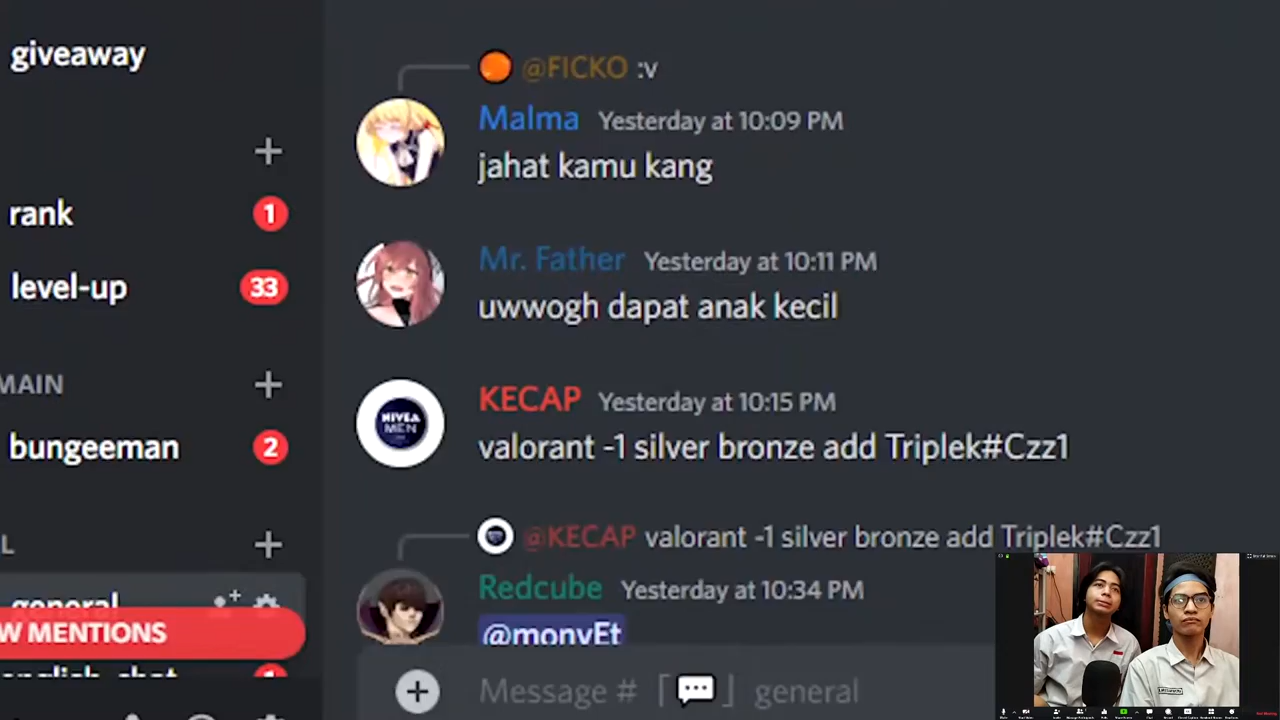 giveaway
rank 1
level-up 33
MAIN
bungeeman 2
L
general
W MENTIONS
english chat
@FICKO :v
Malma Yesterday at 10:09 PM
jahat kamu kang
Mr. Father Yesterday at 10:11 PM
uwwogh dapat anak kecil
NIVEA
MEN
KECAP Yesterday at 10:15 PM
valorant -1 silver bronze add Triplek#Czz1
@KECAP valorant -1 silver bronze add Triplek#Czz1
Redcube Yesterday at 10:34 PM
@monyEt
Message #「💬」 general